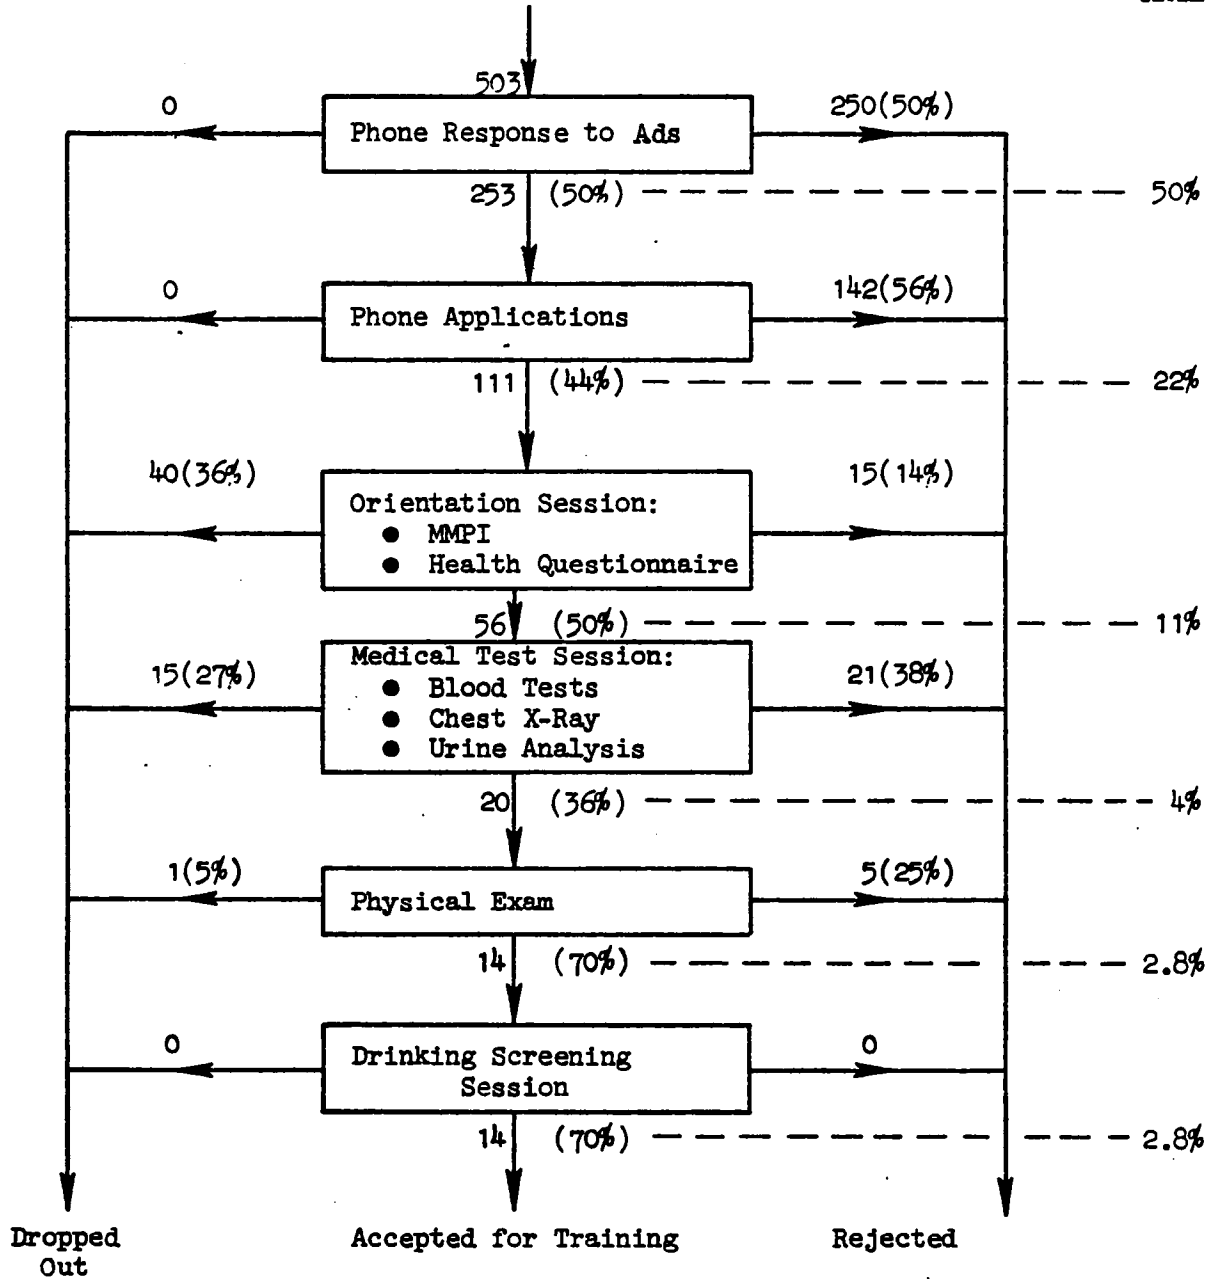 503
0
250(50%)
Phone Response to Ads
253 (50%)
50%
0
142(56%)
Phone Applications
111 (44%)
22%
40(36%)
15(14%)
Orientation Session:
● MMPI
● Health Questionnaire
56 (50%)
11%
Medical Test Session:
15(27%)
21(38%)
● Blood Tests
● Chest X-Ray
● Urine Analysis
20 (36%)
4%
1(5%)
5(25%)
Physical Exam
14 (70%)
2.8%
0
0
Drinking Screening
Session
14 (70%)
2.8%
Dropped
Out
Accepted for Training
Rejected